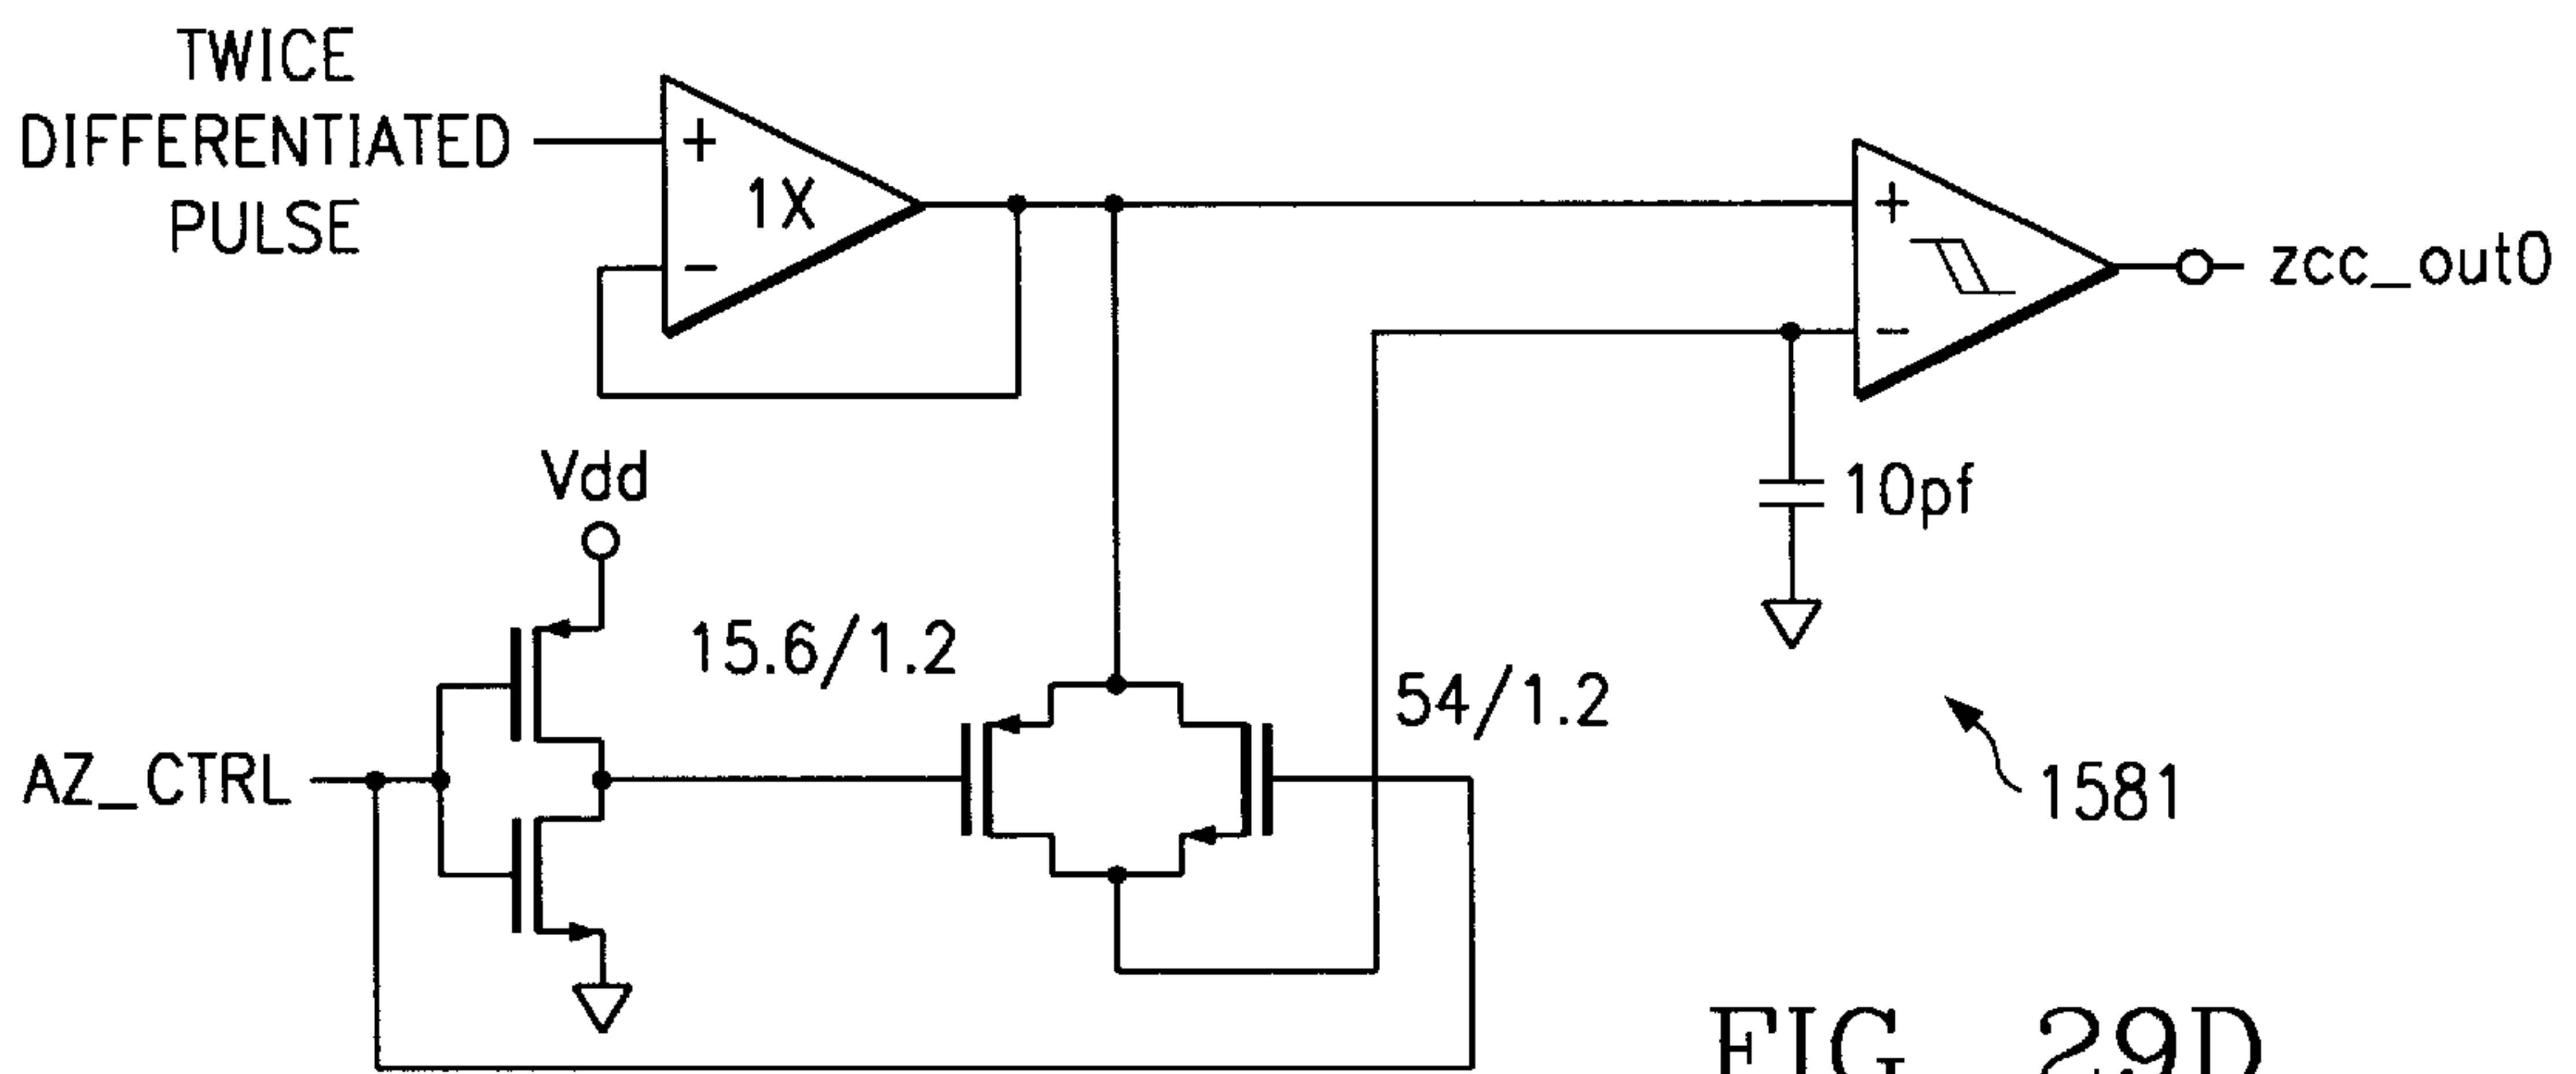 TWICE
DIFFERENTIATED
PULSE
+
1X
−
+
−
zcc_out0
Vdd
10pf
15.6/1.2
54/1.2
AZ_CTRL
1581
FIG. 29D